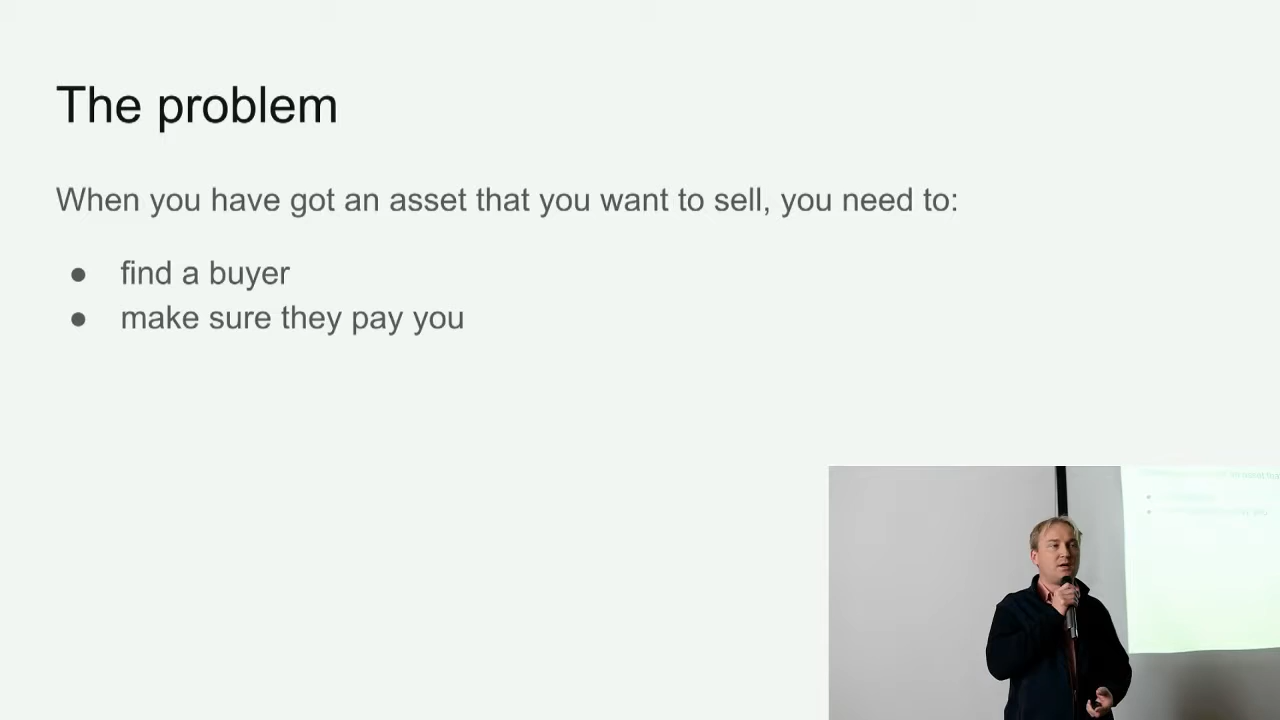 The problem
When you have got an asset that you want to sell, you need to:
● find a buyer
● make sure they pay you